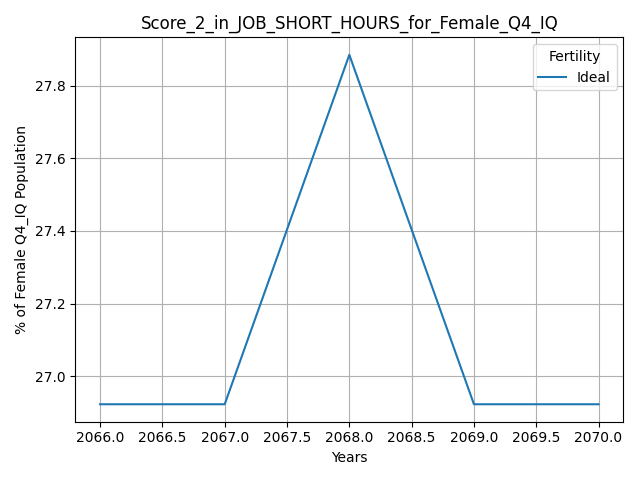 Score_2_in_JOB_SHORT_HOURS_for_Female_Q4_IQ
Fertility
Ideal
% of Female Q4_IQ Population
27.8
27.6
27.4
27.2
27.0
2066.0 2066.5 2067.0 2067.5 2068.0 2068.5 2069.0 2069.5 2070.0
Years